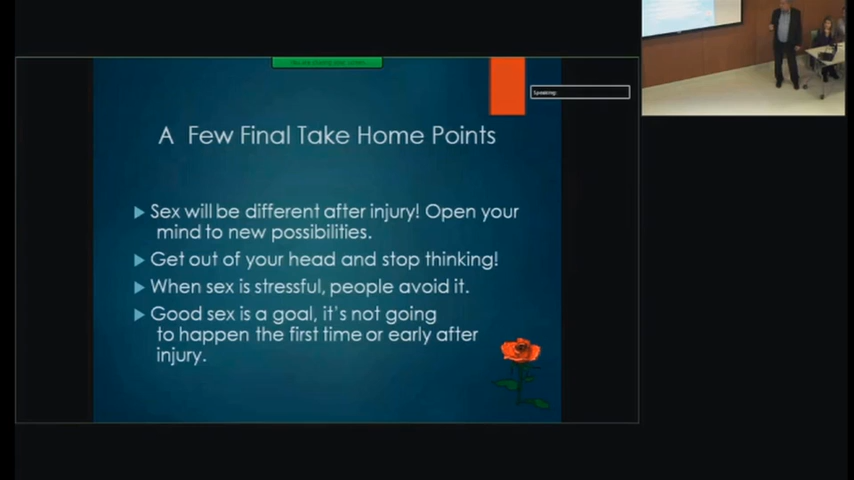 Speaking:
A Few Final Take Home Points
Sex will be different after injury! Open your
mind to new possibilities.
Get out of your head and stop thinking!
When sex is stressful, people avoid it.
Good sex is a goal, it's not going
to happen the first time or early after
injury.